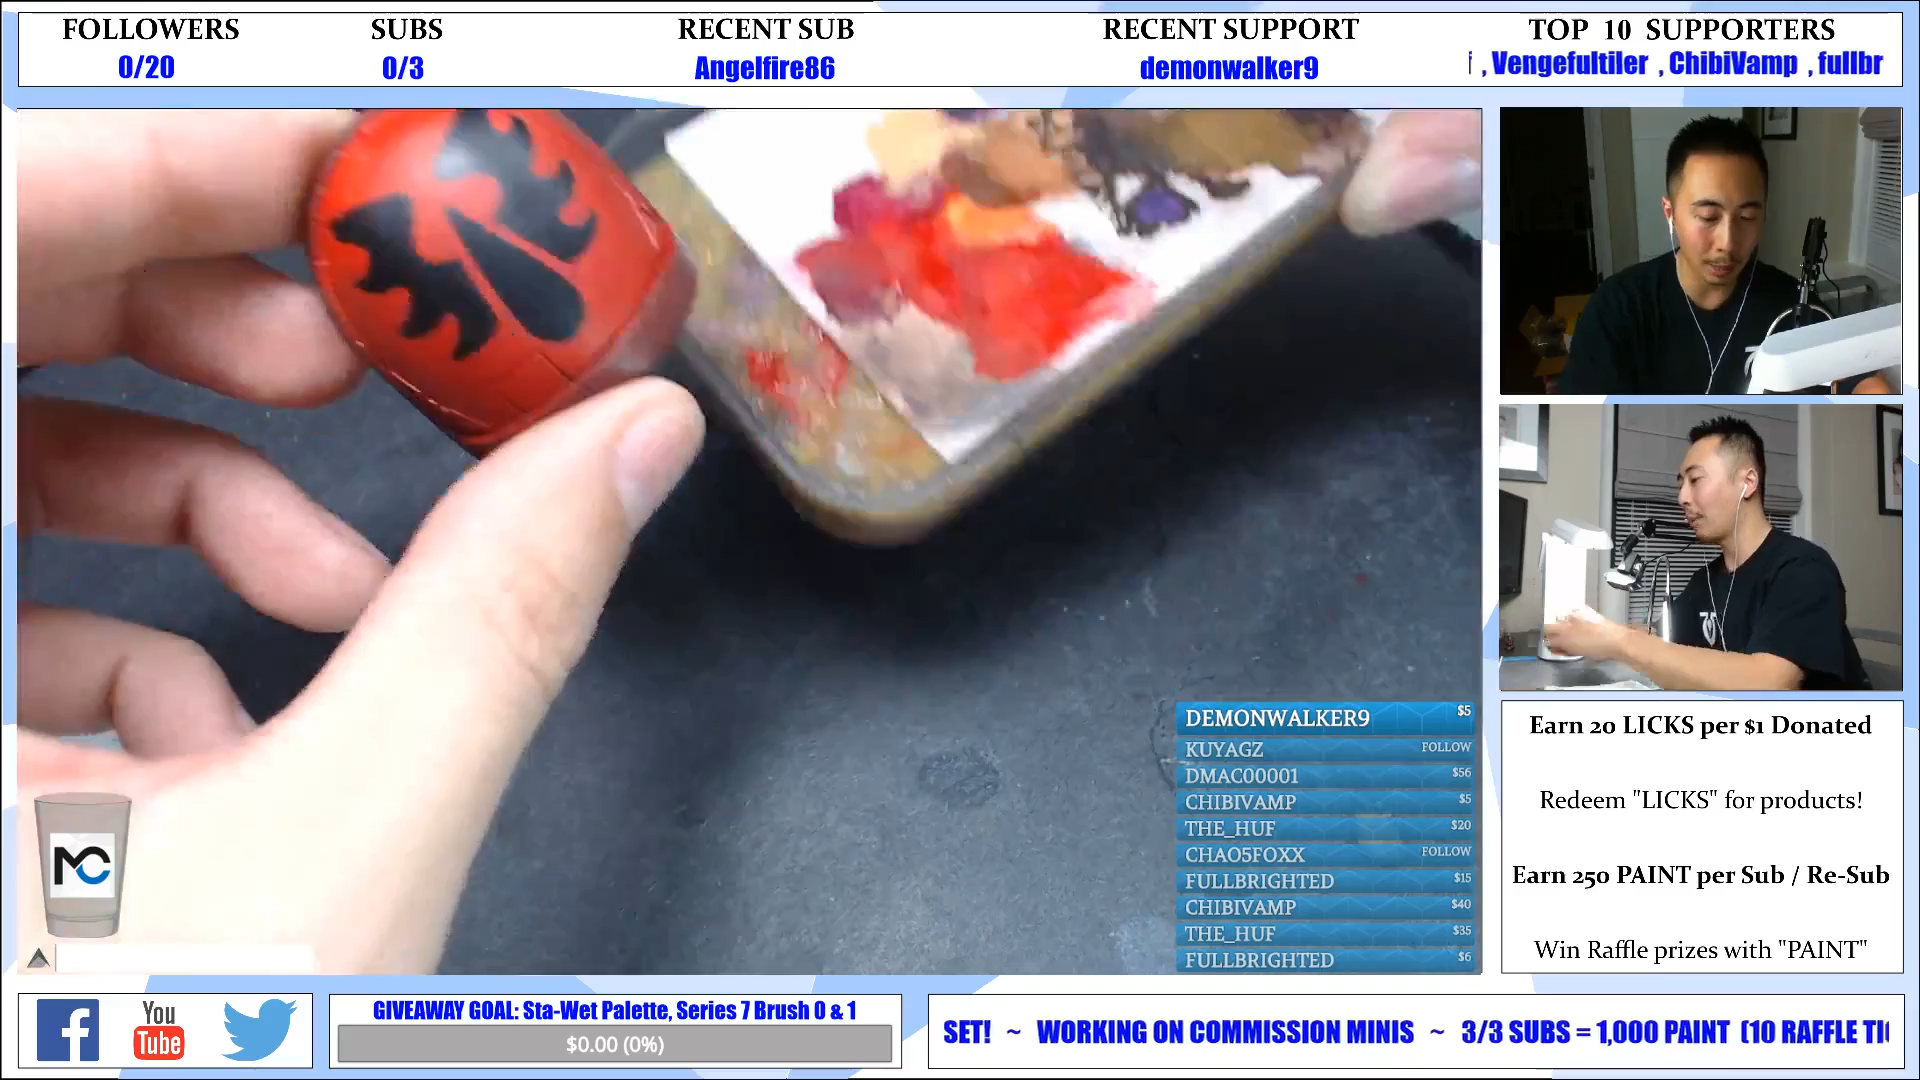 FOLLOWERS
0/20
SUBS
0/3
RECENT SUB
Angelfire86
RECENT SUPPORT
demonwalker9
TOP 10 SUPPORTERS
, Vengefultiler , ChibiVamp , fullbr
DEMONWALKER9 $5
KUYAGZ FOLLOW
DMAC00001 $56
CHIBIVAMP $5
THE_HUF $20
CHAO5FOXX FOLLOW
FULLBRIGHTED $15
CHIBIVAMP $40
THE_HUF $35
FULLBRIGHTED $6
Earn 20 LICKS per $1 Donated
Redeem "LICKS" for products!
Earn 250 PAINT per Sub / Re-Sub
Win Raffle prizes with "PAINT"
MC
f
You
Tube
GIVEAWAY GOAL: Sta-Wet Palette, Series 7 Brush 0 & 1
$0.00 (0%)
SET! ~ WORKING ON COMMISSION MINIS ~ 3/3 SUBS = 1,000 PAINT (10 RAFFLE